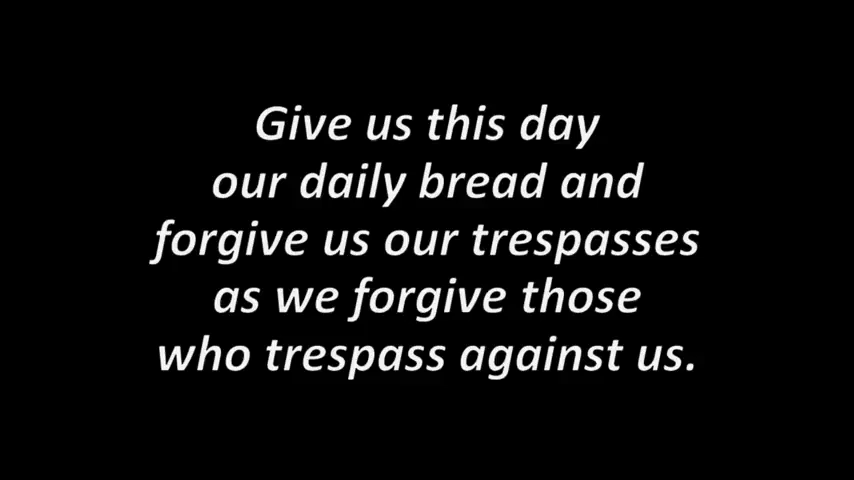 Give us this day
our daily bread and
forgive us our trespasses
as we forgive those
who trespass against us.